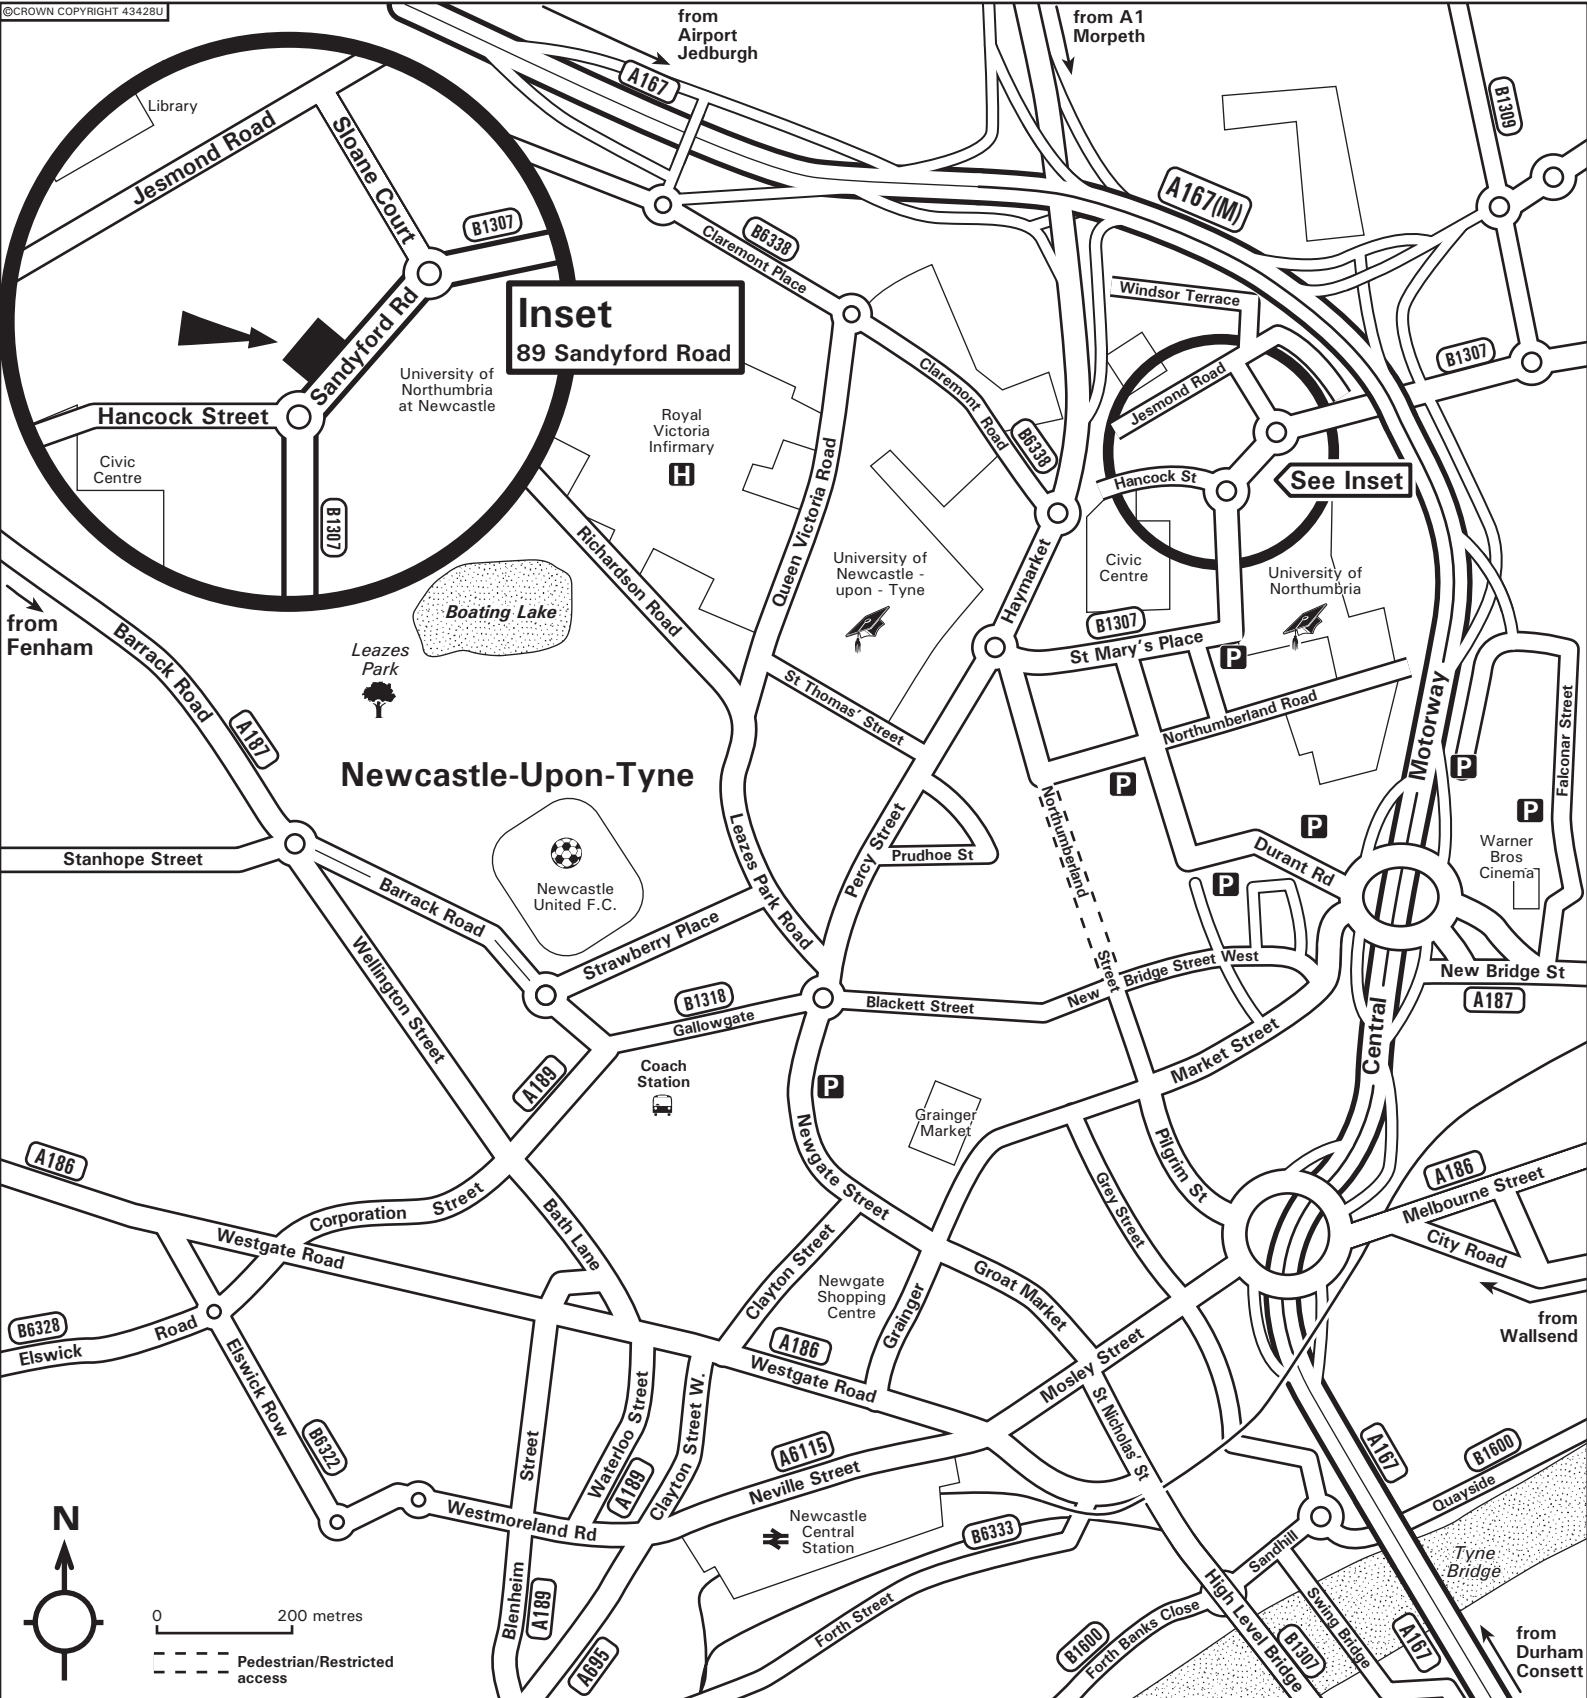 ©CROWN COPYRIGHT 43428U
from
Airport
Jedburgh
from A1
Morpeth
A167
B1309
A167(M)
Library
Jesmond Road
Sloane Court
B1307
Sandyford Rd
Hancock Street
University of
Northumbria
at Newcastle
Civic
Centre
B1307
Inset
89 Sandyford Road
B6338
Claremont Place
Windsor Terrace
B1307
Claremont Road
Jesmond Road
B6338
Hancock St
See Inset
Royal
Victoria
Infirmary
H
Queen Victoria Road
Richardson Road
University of
Newcastle -
upon - Tyne
Haymarket
Civic
Centre
University of
Northumbria
B1307
St Mary's Place
P
from
Fenham
Barrack Road
A187
Boating Lake
Leazes
Park
St Thomas' Street
Northumberland Road
Motorway
Falconar Street
Newcastle-Upon-Tyne
P
P
P
P
Warner
Bros
Cinema
Stanhope Street
Barrack Road
Newcastle
United F.C.
Leazes Park Road
Percy Street
Prudhoe St
Northumberland
Street
Durant Rd
P
Strawberry Place
Wellington Street
B1318
Gallowgate
Blackett Street
New Bridge Street West
New Bridge St
A187
Central
Market Street
A189
Coach
Station
P
Grainger
Market
Newgate Street
Pilgrim St
Grey Street
A186
Corporation Street
Bath Lane
Westgate Road
Clayton Street
Newgate
Shopping
Centre
Grainger
Groat Market
A186
Melbourne Street
City Road
from
Wallsend
B6328
Elswick Road
Elswick Row
B6322
A186
Westgate Road
Mosley Street
St Nicholas' St
Street
Waterloo Street
A189
Clayton Street W.
A6115
Neville Street
A167
B1600
Quayside
Westmoreland Rd
Newcastle
Central
Station
B6333
Sandhill
Tyne
Bridge
N
0 200 metres
Pedestrian/Restricted
access
Blenheim
A189
A695
Forth Street
B1600
Forth Banks Close
High Level Bridge
B1307
Swing Bridge
A167
from
Durham
Consett